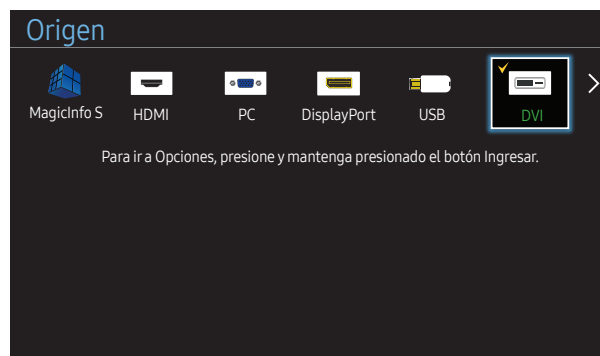 Origen
MagicInfo S
HDMI
PC
DisplayPort
USB
DVI
Para ir a Opciones, presione y mantenga presionado el botón Ingresar.